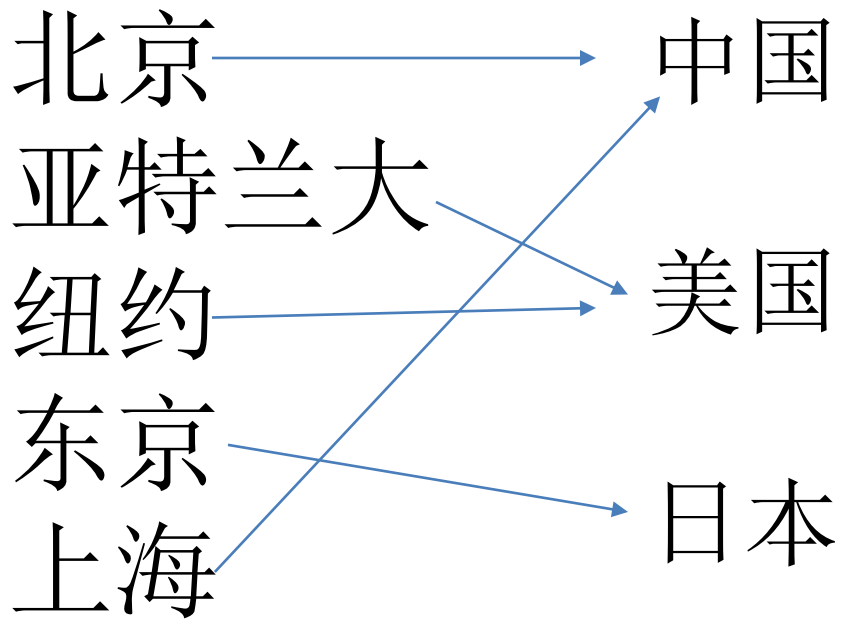 北京
中国
亚特兰大
纽约
美国
东京
日本
上海